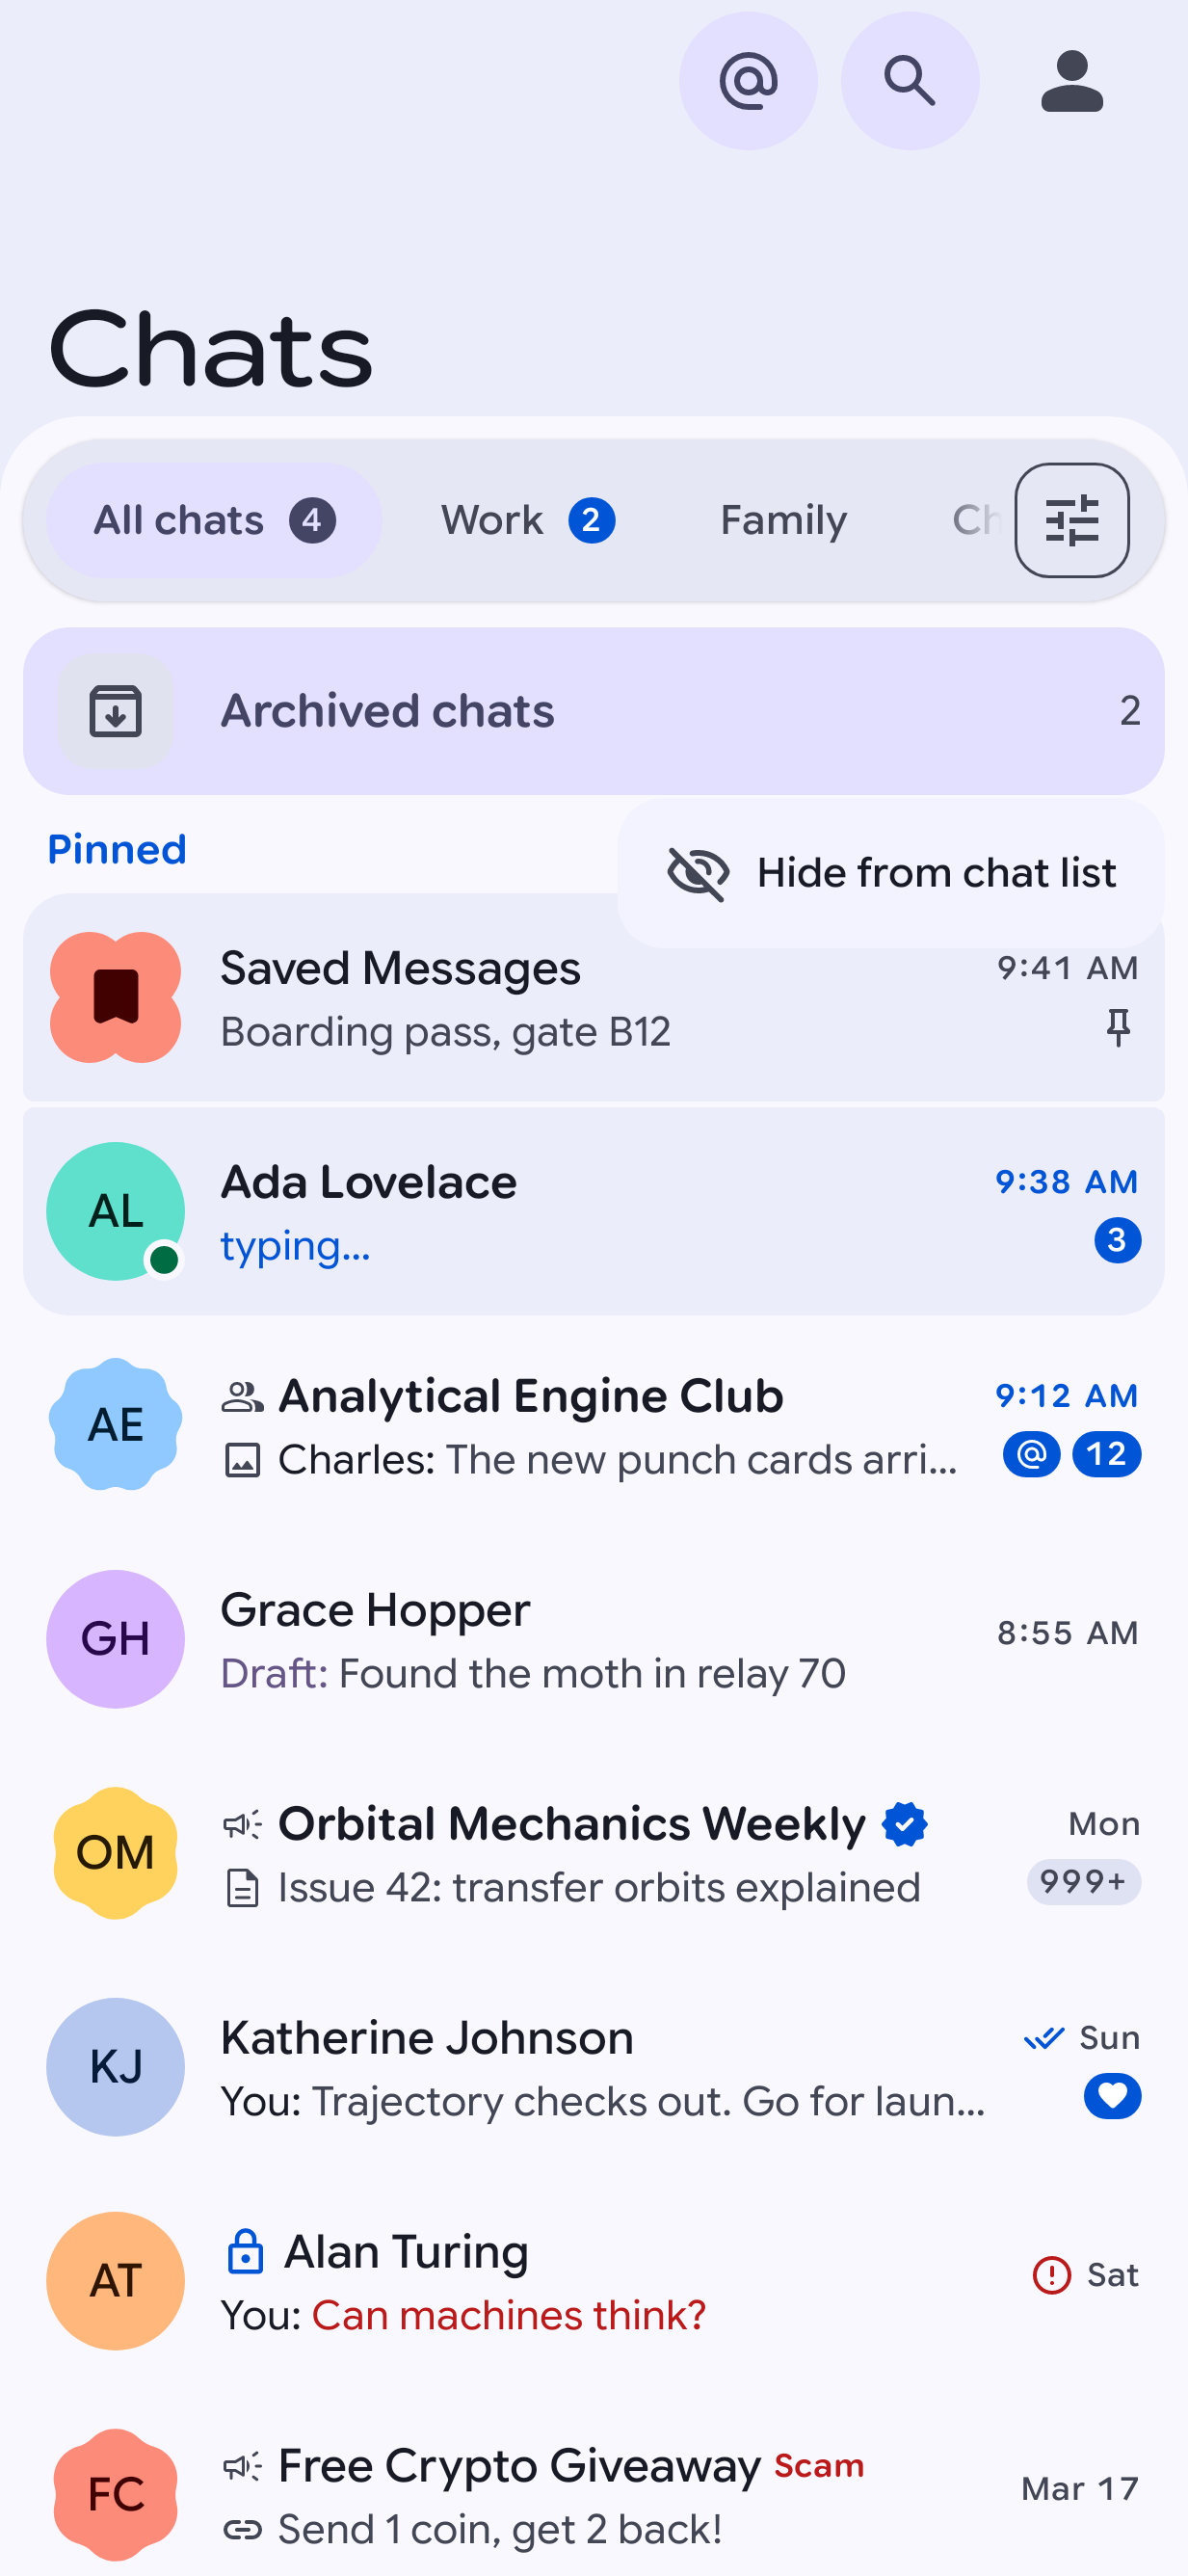 Chats
All chats 4 Work 2 Family Ch
Archived chats 2
Pinned
Hide from chat list
Saved Messages 9:41 AM
Boarding pass, gate B12
AL
Ada Lovelace 9:38 AM
typing... 3
AE
Analytical Engine Club 9:12 AM
Charles: The new punch cards arri... @ 12
GH
Grace Hopper 8:55 AM
Draft: Found the moth in relay 70
OM
Orbital Mechanics Weekly Mon
Issue 42: transfer orbits explained 999+
KJ
Katherine Johnson Sun
You: Trajectory checks out. Go for laun...
AT
Alan Turing Sat
You: Can machines think?
FC
Free Crypto Giveaway Scam Mar 17
Send 1 coin, get 2 back!